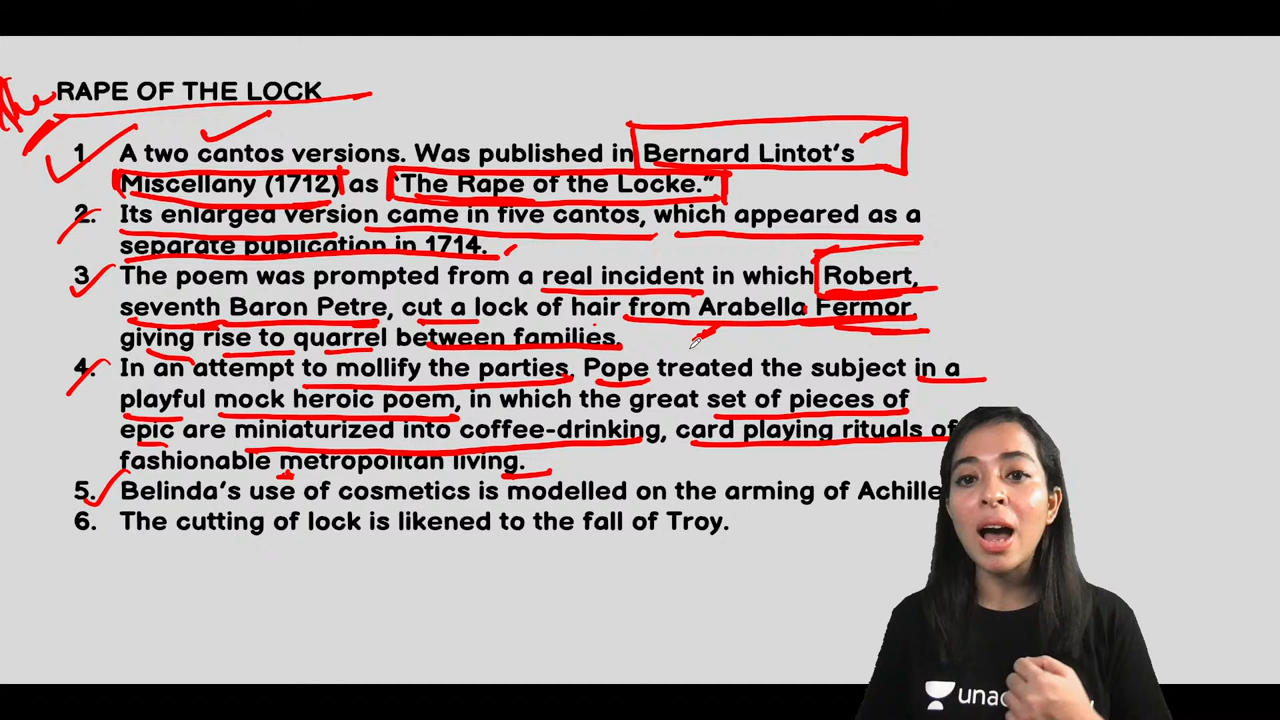 The RAPE OF THE LOCK
1. A two cantos versions. Was published in Bernard Lintot's
Miscellany (1712) as “The Rape of the Locke.”
2. Its enlarged version came in five cantos, which appeared as a
separate publication in 1714.
3. The poem was prompted from a real incident in which Robert,
seventh Baron Petre, cut a lock of hair from Arabella Fermor,
giving rise to quarrel between families.
4. In an attempt to mollify the parties, Pope treated the subject in a
playful mock heroic poem, in which the great set of pieces of
epic are miniaturized into coffee-drinking, card playing rituals of
fashionable metropolitan living.
5. Belinda's use of cosmetics is modelled on the arming of Achille
6. The cutting of lock is likened to the fall of Troy.